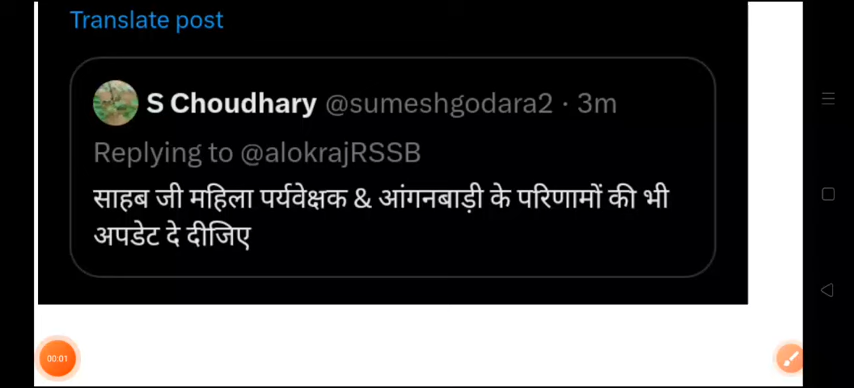 Translate post
S Choudhary @sumeshgodara2 · 3m
Replying to @alokrajRSSB
साहब जी महिला पर्यवेक्षक & आंगनबाड़ी के परिणामों की भी
अपडेट दे दीजिए
00:01